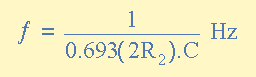 f = 1 / 0.693(2R₂).C Hz